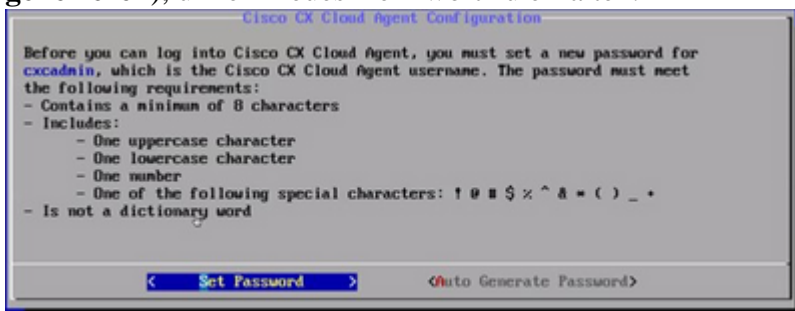 Cisco CX Cloud Agent Configuration
Before you can log into Cisco CX Cloud Agent, you must set a new password for
cxcadmin, which is the Cisco CX Cloud Agent username. The password must meet
the following requirements:
- Contains a minimum of 8 characters
- Includes:
- One uppercase character
- One lowercase character
- One number
- One of the following special characters: ! @ # $ % ^ & * ( ) _ +
- Is not a dictionary word
< Set Password > <Auto Generate Password>